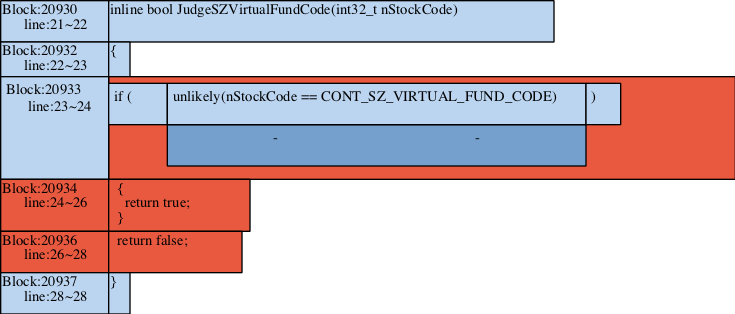 Block:20930 inline bool JudgeSZVirtualFundCode(int32_t nStockCode)
line:21~22
Block:20932 {
line:22~23
Block:20933
line:23~24
if ( unlikely(nStockCode == CONT_SZ_VIRTUAL_FUND_CODE) )
- -
Block:20934 {
line:24~26 return true;
}
Block:20936 return false;
line:26~28
Block:20937 }
line:28~28